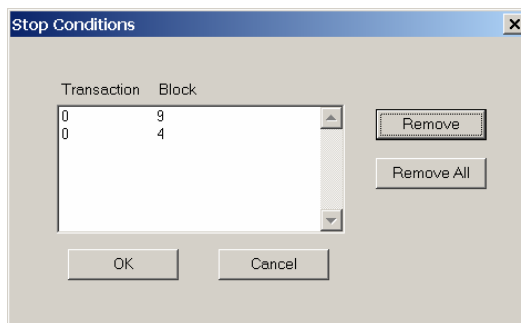 Stop Conditions
Transaction Block
0 9
0 4
Remove
Remove All
OK Cancel